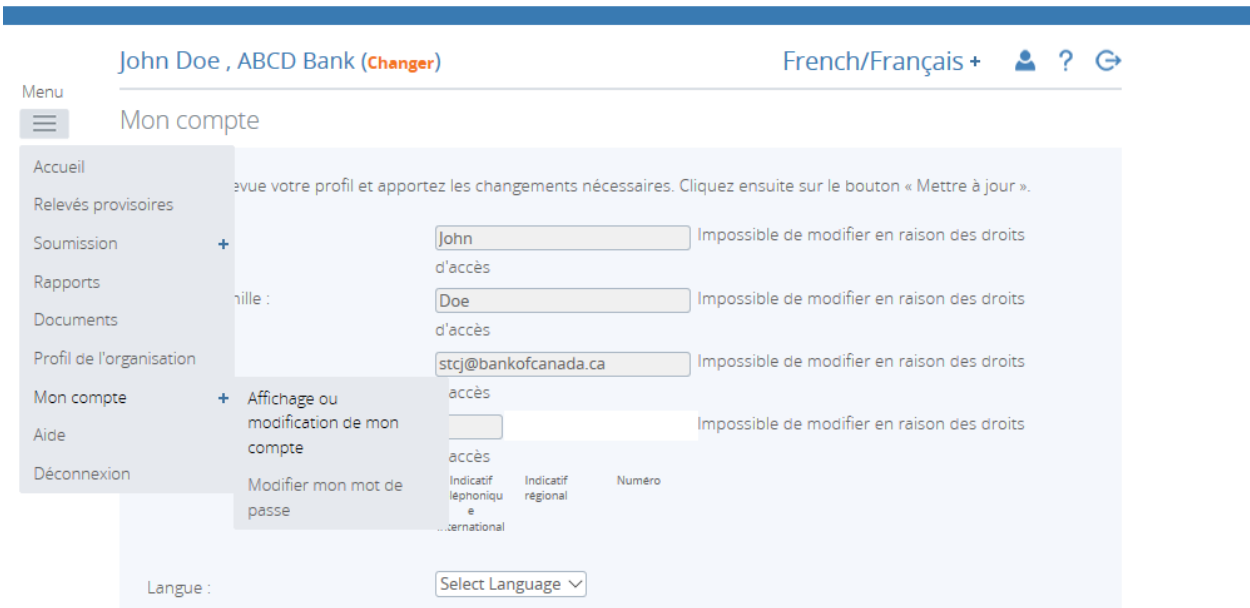 John Doe , ABCD Bank (Changer)
French/Français +
?
Menu
Mon compte
Accueil
Relevés provisoires
Soumission +
Rapports
Documents
Profil de l'organisation
Mon compte +
Aide
Déconnexion
Affichage ou
modification de mon
compte
Modifier mon mot de
passe
votre profil et apportez les changements nécessaires. Cliquez ensuite sur le bouton « Mettre à jour ».
John Impossible de modifier en raison des droits
d'accès
: Doe Impossible de modifier en raison des droits
d'accès
stcj@bankofcanada.ca Impossible de modifier en raison des droits
accès
Impossible de modifier en raison des droits
accès
Indicatif Indicatif Numéro
régional
e
Langue : Select Language